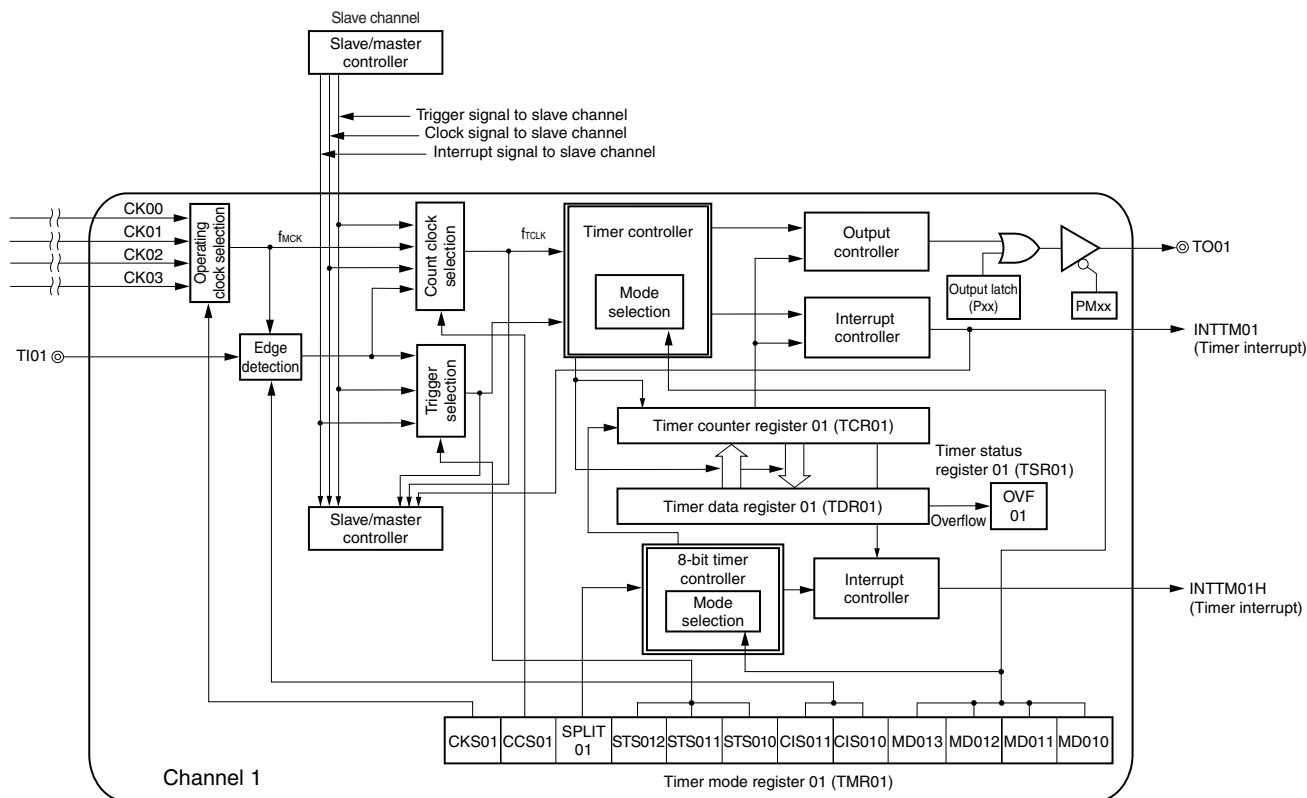 Slave channel
Slave/master
controller
Trigger signal to slave channel
Clock signal to slave channel
Interrupt signal to slave channel
CK00
CK01
CK02
CK03
Operating
clock selection
fMCK
Count clock
selection
fTCLK
Timer controller
Mode
selection
Output
controller
Output latch
(Pxx)
PMxx
TO01
Interrupt
controller
INTTM01
(Timer interrupt)
TI01
Edge
detection
Trigger
selection
Timer counter register 01 (TCR01)
Timer status
register 01 (TSR01)
Slave/master
controller
Timer data register 01 (TDR01)
Overflow
OVF
01
8-bit timer
controller
Mode
selection
Interrupt
controller
INTTM01H
(Timer interrupt)
CKS01
CCS01
SPLIT
01
STS012
STS011
STS010
CIS011
CIS010
MD013
MD012
MD011
MD010
Channel 1
Timer mode register 01 (TMR01)